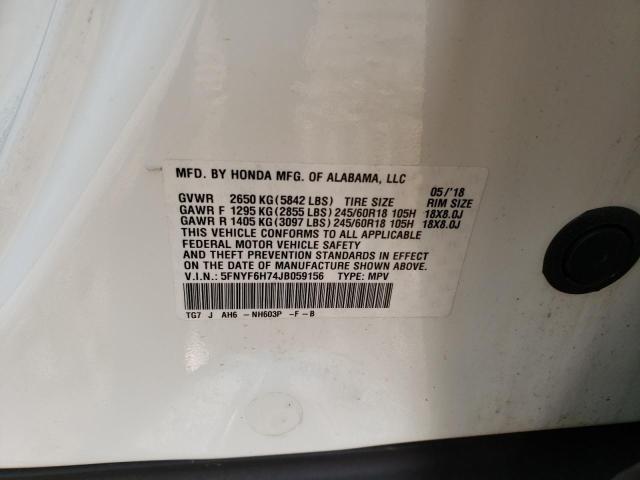 MFD. BY HONDA MFG. OF ALABAMA, LLC 05/'18
GVWR 2650 KG (5842 LBS) TIRE SIZE RIM SIZE
GAWR F 1295 KG (2855 LBS) 245/60R18 105H 18X8.0J
GAWR R 1405 KG (3097 LBS) 245/60R18 105H 18X8.0J
THIS VEHICLE CONFORMS TO ALL APPLICABLE
FEDERAL MOTOR VEHICLE SAFETY
AND THEFT PREVENTION STANDARDS IN EFFECT
ON THE DATE OF MANUFACTURE SHOWN ABOVE.
V.I.N.: 5FNYF6H74JB059156 TYPE: MPV
TG7 J AH6 -NH603P -F-B